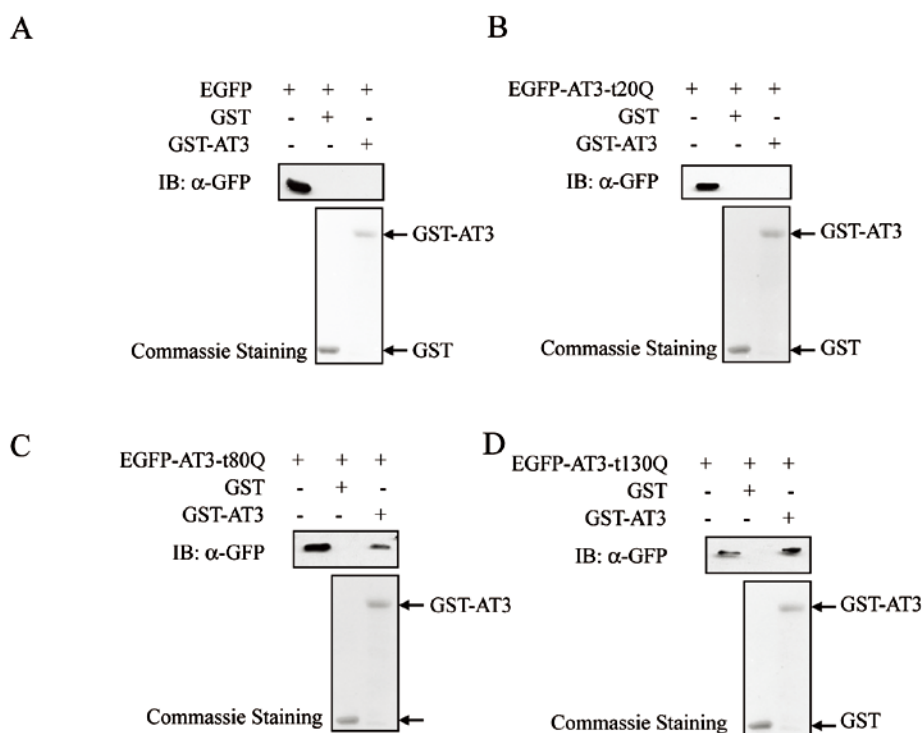 A
EGFP + + +
GST - + -
GST-AT3 - - +
IB: α-GFP
GST-AT3
Commassie Staining
GST
B
EGFP-AT3-t20Q + + +
GST - + -
GST-AT3 - - +
IB: α-GFP
GST-AT3
Commassie Staining
GST
C
EGFP-AT3-t80Q + + +
GST - + -
GST-AT3 - - +
IB: α-GFP
GST-AT3
Commassie Staining
D
EGFP-AT3-t130Q + + +
GST - + -
GST-AT3 - - +
IB: α-GFP
GST-AT3
Commassie Staining
GST